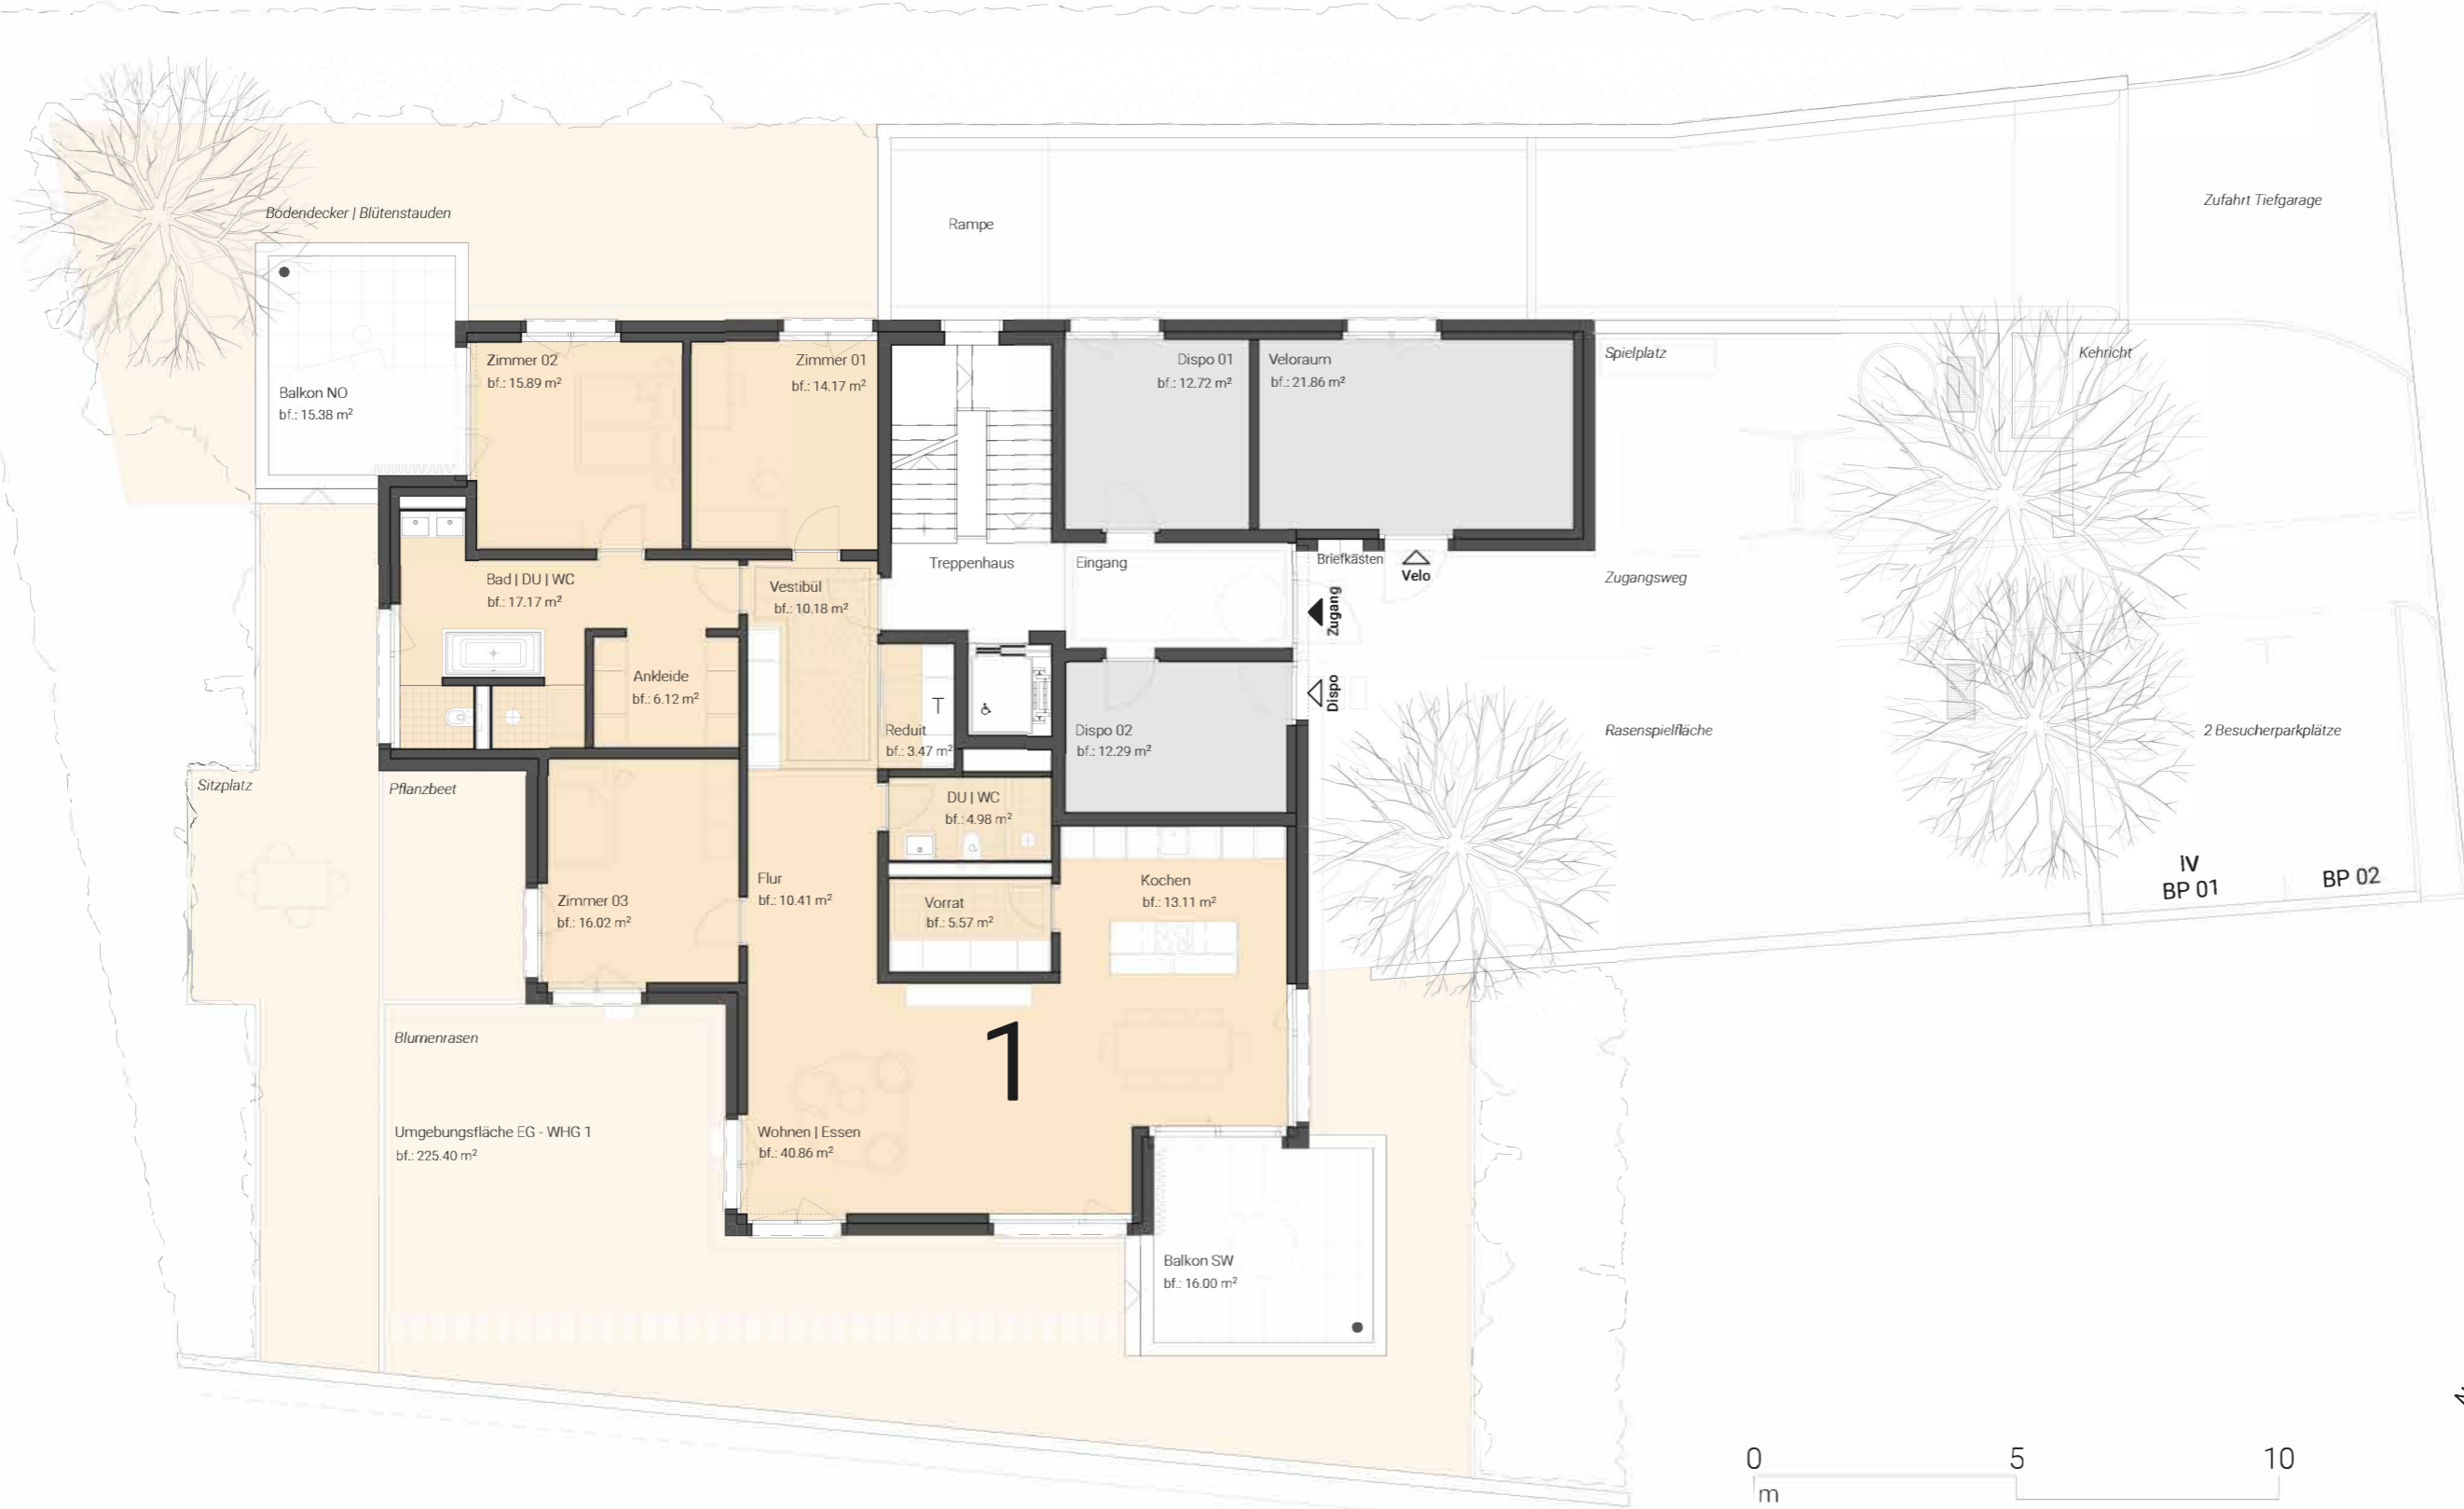 Bodendecker | Blütenstauden
Rampe
Zufahrt Tiefgarage
Balkon NO
bf.: 15.38 m²
Zimmer 02
bf.: 15.89 m²
Zimmer 01
bf.: 14.17 m²
Dispo 01
bf.: 12.72 m²
Veloraum
bf.: 21.86 m²
Spielplatz
Kehricht
Treppenhaus
Eingang
Briefkästen
Velo
Zugang
Zugangsweg
Bad | DU | WC
bf.: 17.17 m²
Vestibül
bf.: 10.18 m²
Ankleide
bf.: 6.12 m²
T
Reduit
bf.: 3.47 m²
Dispo 02
bf.: 12.29 m²
Dispo
Rasenspielfläche
2 Besucherparkplätze
Sitzplatz
Pflanzbeet
DU | WC
bf.: 4.98 m²
Zimmer 03
bf.: 16.02 m²
Flur
bf.: 10.41 m²
Vorrat
bf.: 5.57 m²
Kochen
bf.: 13.11 m²
IV
BP 01
BP 02
Blumenrasen
1
Umgebungsfläche EG - WHG 1
bf.: 225.40 m²
Wohnen | Essen
bf.: 40.86 m²
Balkon SW
bf.: 16.00 m²
0 5 10
m